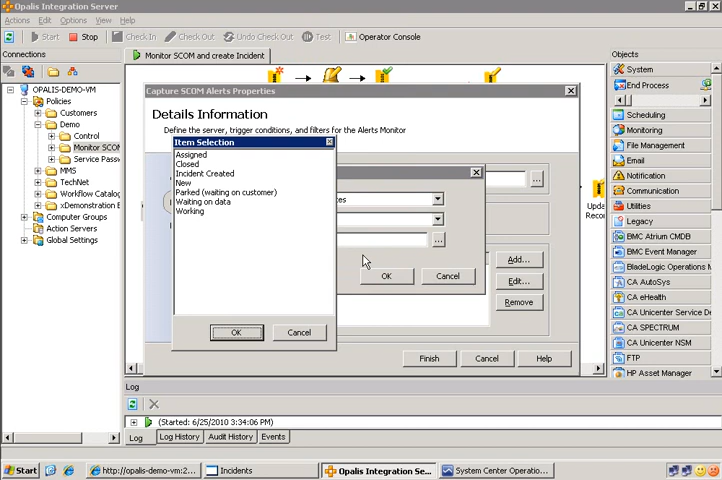 Opalis Integration Server
Actions Edit Options View Help
Start Stop Check In Check Out Undo Check Out Test Operator Console
Connections
OPALIS-DEMO-VM
Policies
Customers
Demo
Control
Monitor SCOM
Service Passw
MMS
TechNet
Workflow Catalog
xDemonstration E
Computer Groups
Action Servers
Global Settings
Monitor SCOM and create Incident
Capture SCOM Alerts Properties
Details Information
Define the server, trigger conditions, and filters for the Alerts Monitor
Item Selection
Assigned
Closed
Incident Created
New
Parked (waiting on customer)
Waiting on data
Working
OK Cancel
...
...
OK Cancel
Add...
Edit...
Remove
Finish Cancel Help
Upda
Recor
Objects
System
End Process
Scheduling
Monitoring
File Management
Email
Notification
Communication
Utilities
Legacy
BMC Atrium CMDB
BMC Event Manager
BladeLogic Operations M
CA AutoSys
CA eHealth
CA Unicenter Service De
CA SPECTRUM
CA Unicenter NSM
FTP
HP Asset Manager
Log
(Started: 6/25/2010 3:34:06 PM)
Log Log History Audit History Events
Start http://opalis-demo-vm:2... Incidents Opalis Integration Se... System Center Operatio...